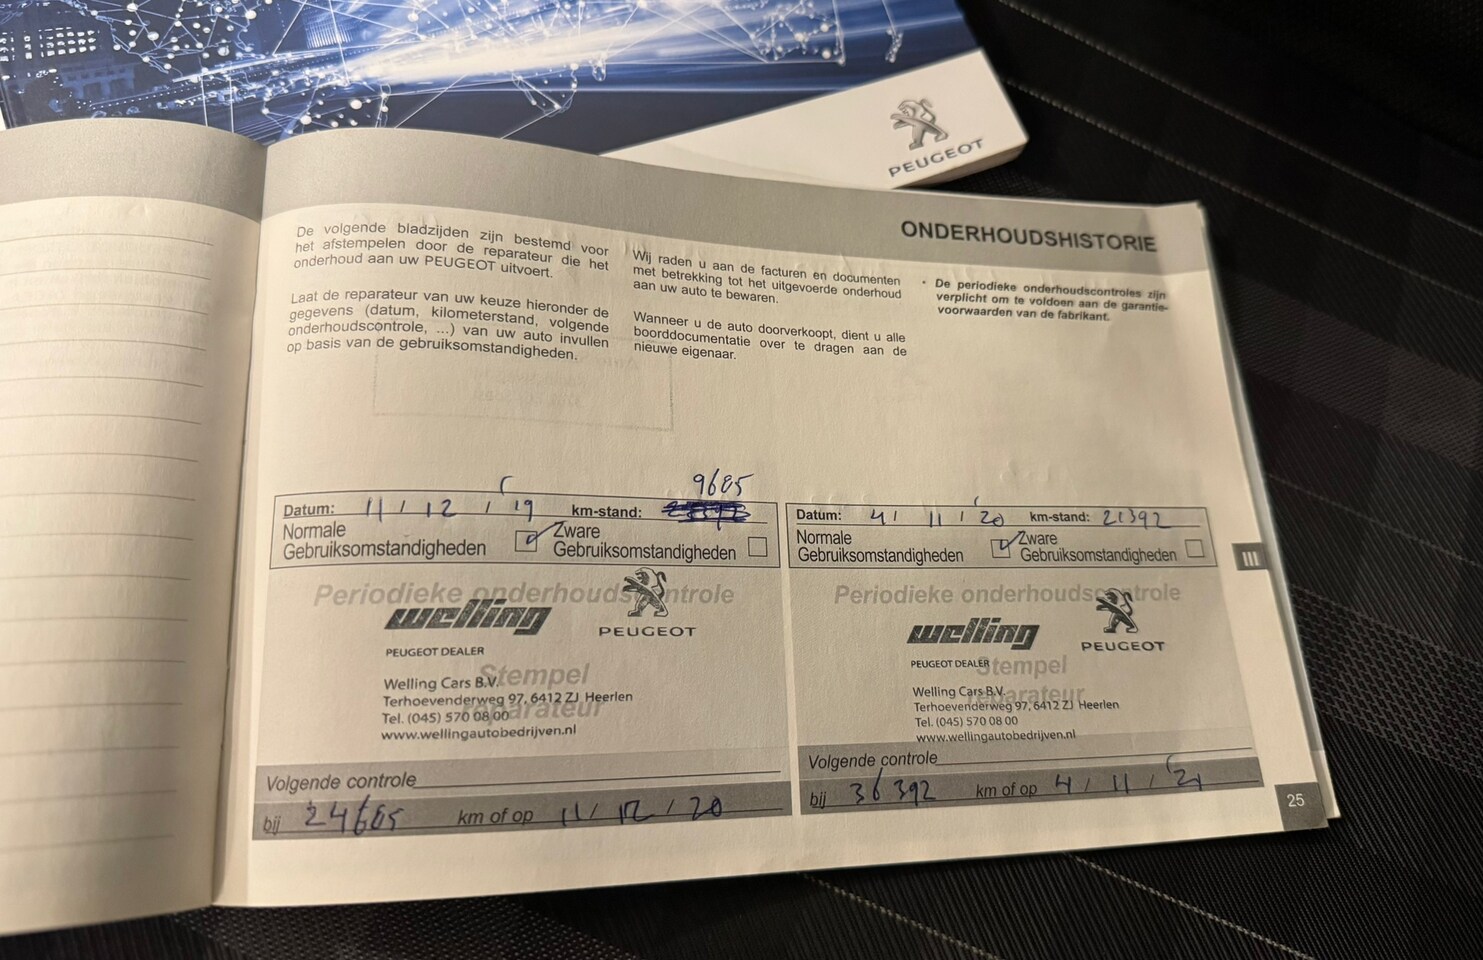 PEUGEOT
ONDERHOUDSHISTORIE
De volgende bladzijden zijn bestemd voor
het afstempelen door de reparateur die het
onderhoud aan uw PEUGEOT uitvoert.
Laat de reparateur van uw keuze hieronder de
gegevens (datum, kilometerstand, volgende
onderhoudscontrole, ...) van uw auto invullen
op basis van de gebruiksomstandigheden.
Wij raden u aan de facturen en documenten
met betrekking tot het uitgevoerde onderhoud
aan uw auto te bewaren.
Wanneer u de auto doorverkoopt, dient u alle
boorddocumentatie over te dragen aan de
nieuwe eigenaar.
• De periodieke onderhoudscontroles zijn
verplicht om te voldoen aan de garantie-
voorwaarden van de fabrikant.
9685
Datum: 11 / 12 / '19 km-stand:
Normale
Gebruiksomstandigheden
Zware
Gebruiksomstandigheden
Periodieke onderhoudscontrole
welling
PEUGEOT
PEUGEOT DEALER
Stempel
reparateur
Welling Cars B.V.
Terhoevenderweg 97, 6412 ZJ Heerlen
Tel. (045) 570 08 00
www.wellingautobedrijven.nl
Volgende controle
bij 24685 km of op 11 / 12 / 20
Datum: 4 / 11 / '20 km-stand: 21392
Normale
Gebruiksomstandigheden
Zware
Gebruiksomstandigheden
Periodieke onderhoudscontrole
welling
PEUGEOT
PEUGEOT DEALER
Stempel
reparateur
Welling Cars B.V.
Terhoevenderweg 97, 6412 ZJ Heerlen
Tel. (045) 570 08 00
www.wellingautobedrijven.nl
Volgende controle
bij 36392 km of op 4 / 11 / '21
III
25